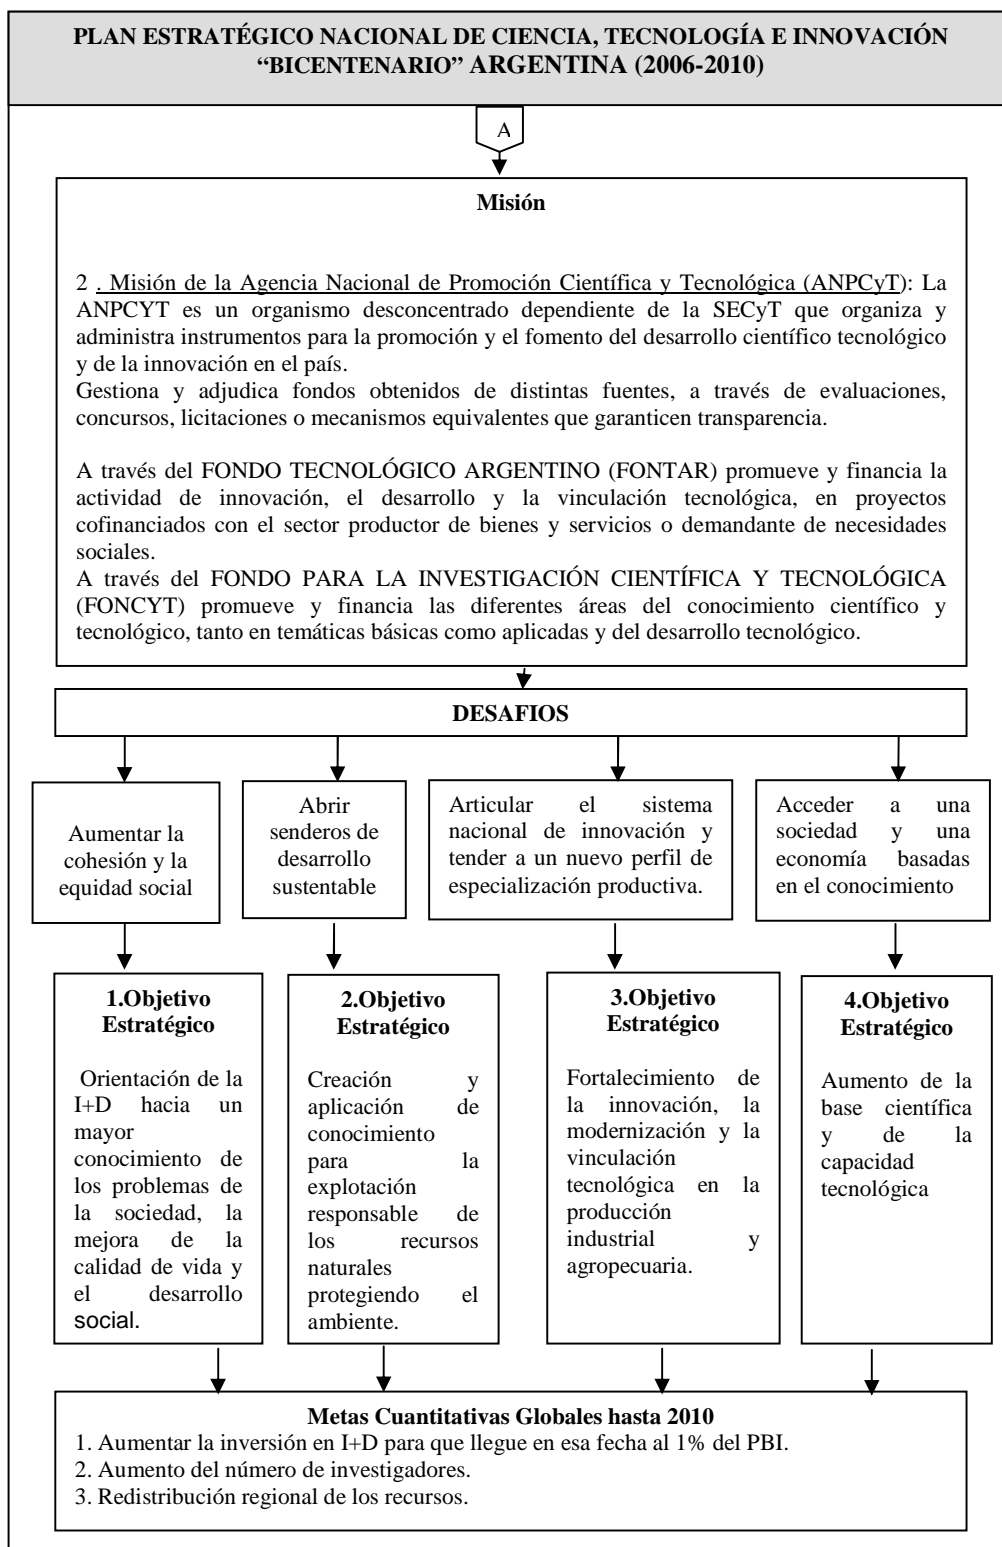 PLAN ESTRATÉGICO NACIONAL DE CIENCIA, TECNOLOGÍA E INNOVACIÓN
“BICENTENARIO” ARGENTINA (2006-2010)
A
Misión
2 . Misión de la Agencia Nacional de Promoción Científica y Tecnológica (ANPCyT): La
ANPCYT es un organismo desconcentrado dependiente de la SECyT que organiza y
administra instrumentos para la promoción y el fomento del desarrollo científico tecnológico
y de la innovación en el país.
Gestiona y adjudica fondos obtenidos de distintas fuentes, a través de evaluaciones,
concursos, licitaciones o mecanismos equivalentes que garanticen transparencia.
A través del FONDO TECNOLÓGICO ARGENTINO (FONTAR) promueve y financia la
actividad de innovación, el desarrollo y la vinculación tecnológica, en proyectos
cofinanciados con el sector productor de bienes y servicios o demandante de necesidades
sociales.
A través del FONDO PARA LA INVESTIGACIÓN CIENTÍFICA Y TECNOLÓGICA
(FONCYT) promueve y financia las diferentes áreas del conocimiento científico y
tecnológico, tanto en temáticas básicas como aplicadas y del desarrollo tecnológico.
DESAFIOS
Aumentar la
cohesión y la
equidad social
Abrir
senderos de
desarrollo
sustentable
Articular el sistema
nacional de innovación y
tender a un nuevo perfil de
especialización productiva.
Acceder a una
sociedad y una
economía basadas
en el conocimiento
1.Objetivo
Estratégico
Orientación de la
I+D hacia un
mayor
conocimiento de
los problemas de
la sociedad, la
mejora de la
calidad de vida y
el desarrollo
social.
2.Objetivo
Estratégico
Creación y
aplicación de
conocimiento
para la
explotación
responsable de
los recursos
naturales
protegiendo el
ambiente.
3.Objetivo
Estratégico
Fortalecimiento de
la innovación, la
modernización y la
vinculación
tecnológica en la
producción
industrial y
agropecuaria.
4.Objetivo
Estratégico
Aumento de la
base científica
y de la
capacidad
tecnológica
Metas Cuantitativas Globales hasta 2010
1. Aumentar la inversión en I+D para que llegue en esa fecha al 1% del PBI.
2. Aumento del número de investigadores.
3. Redistribución regional de los recursos.